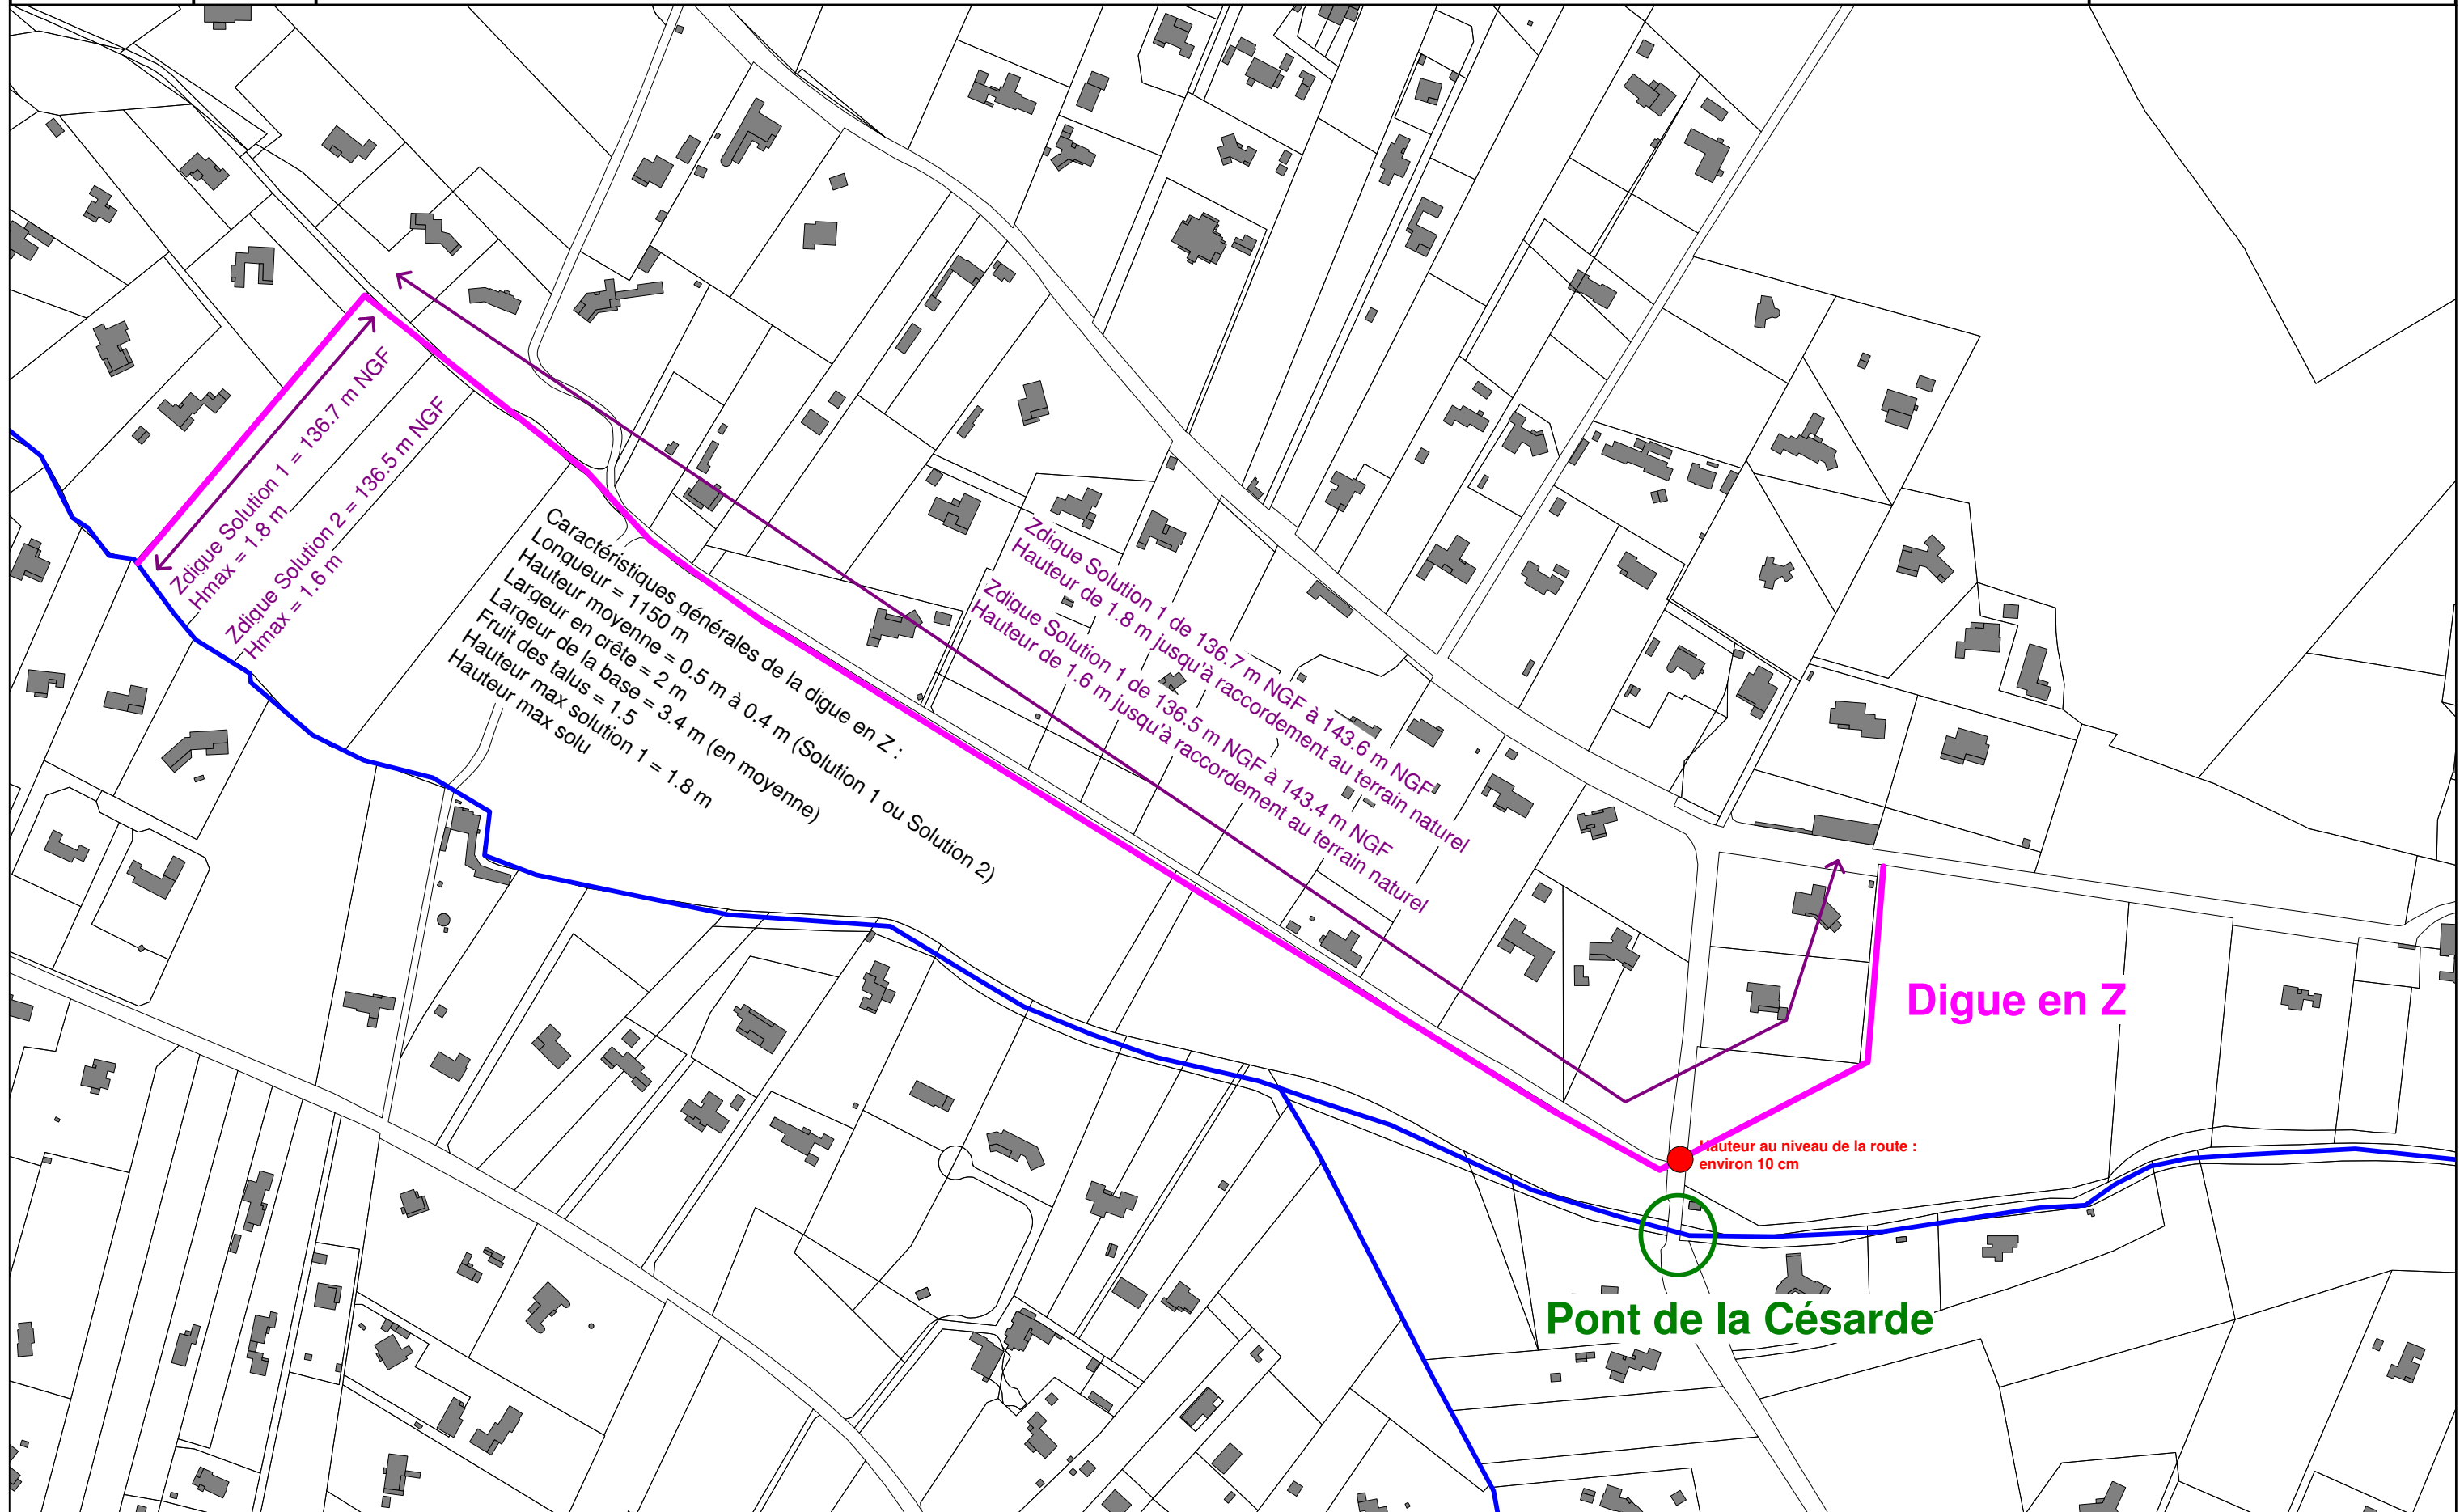 Zdigue Solution 1 = 136.7 m NGF
Hmax = 1.8 m
Zdigue Solution 2 = 136.5 m NGF
Hmax = 1.6 m
Caractéristiques générales de la digue en Z :
Longueur = 1150 m
Hauteur moyenne = 0.5 m à 0.4 m (Solution 1 ou Solution 2)
Largeur en crête = 2 m
Largeur de la base = 3.4 m (en moyenne)
Fruit des talus = 1.5
Hauteur max solution 1 = 1.8 m
Hauteur max solu
Zdigue Solution 1 de 136.7 m NGF à 143.6 m NGF
Hauteur de 1.8 m jusqu'à raccordement au terrain naturel
Zdigue Solution 1 de 136.5 m NGF à 143.4 m NGF
Hauteur de 1.6 m jusqu'à raccordement au terrain naturel
Digue en Z
Hauteur au niveau de la route :
environ 10 cm
Pont de la Césarde